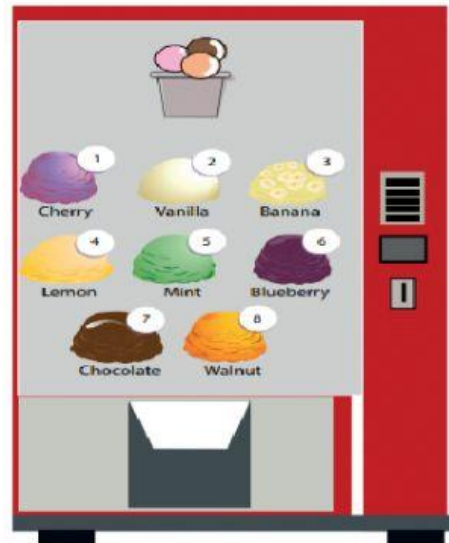 1 2 3
Cherry Vanilla Banana
4 5 6
Lemon Mint Blueberry
7 8
Chocolate Walnut